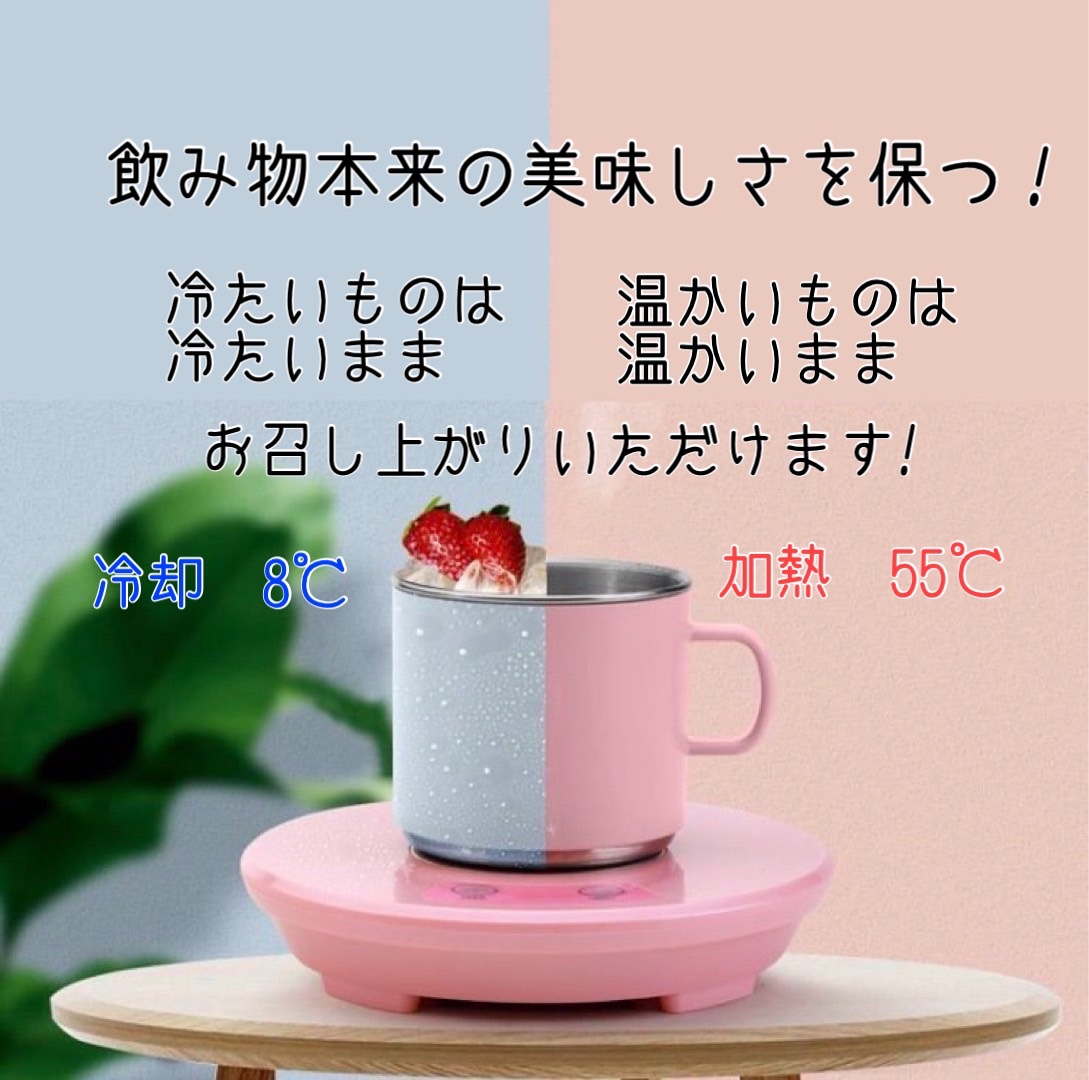 飲み物本来の美味しさを保つ！
冷たいものは
冷たいまま
温かいものは
温かいまま
お召し上がりいただけます!
冷却　8℃
加熱　55℃